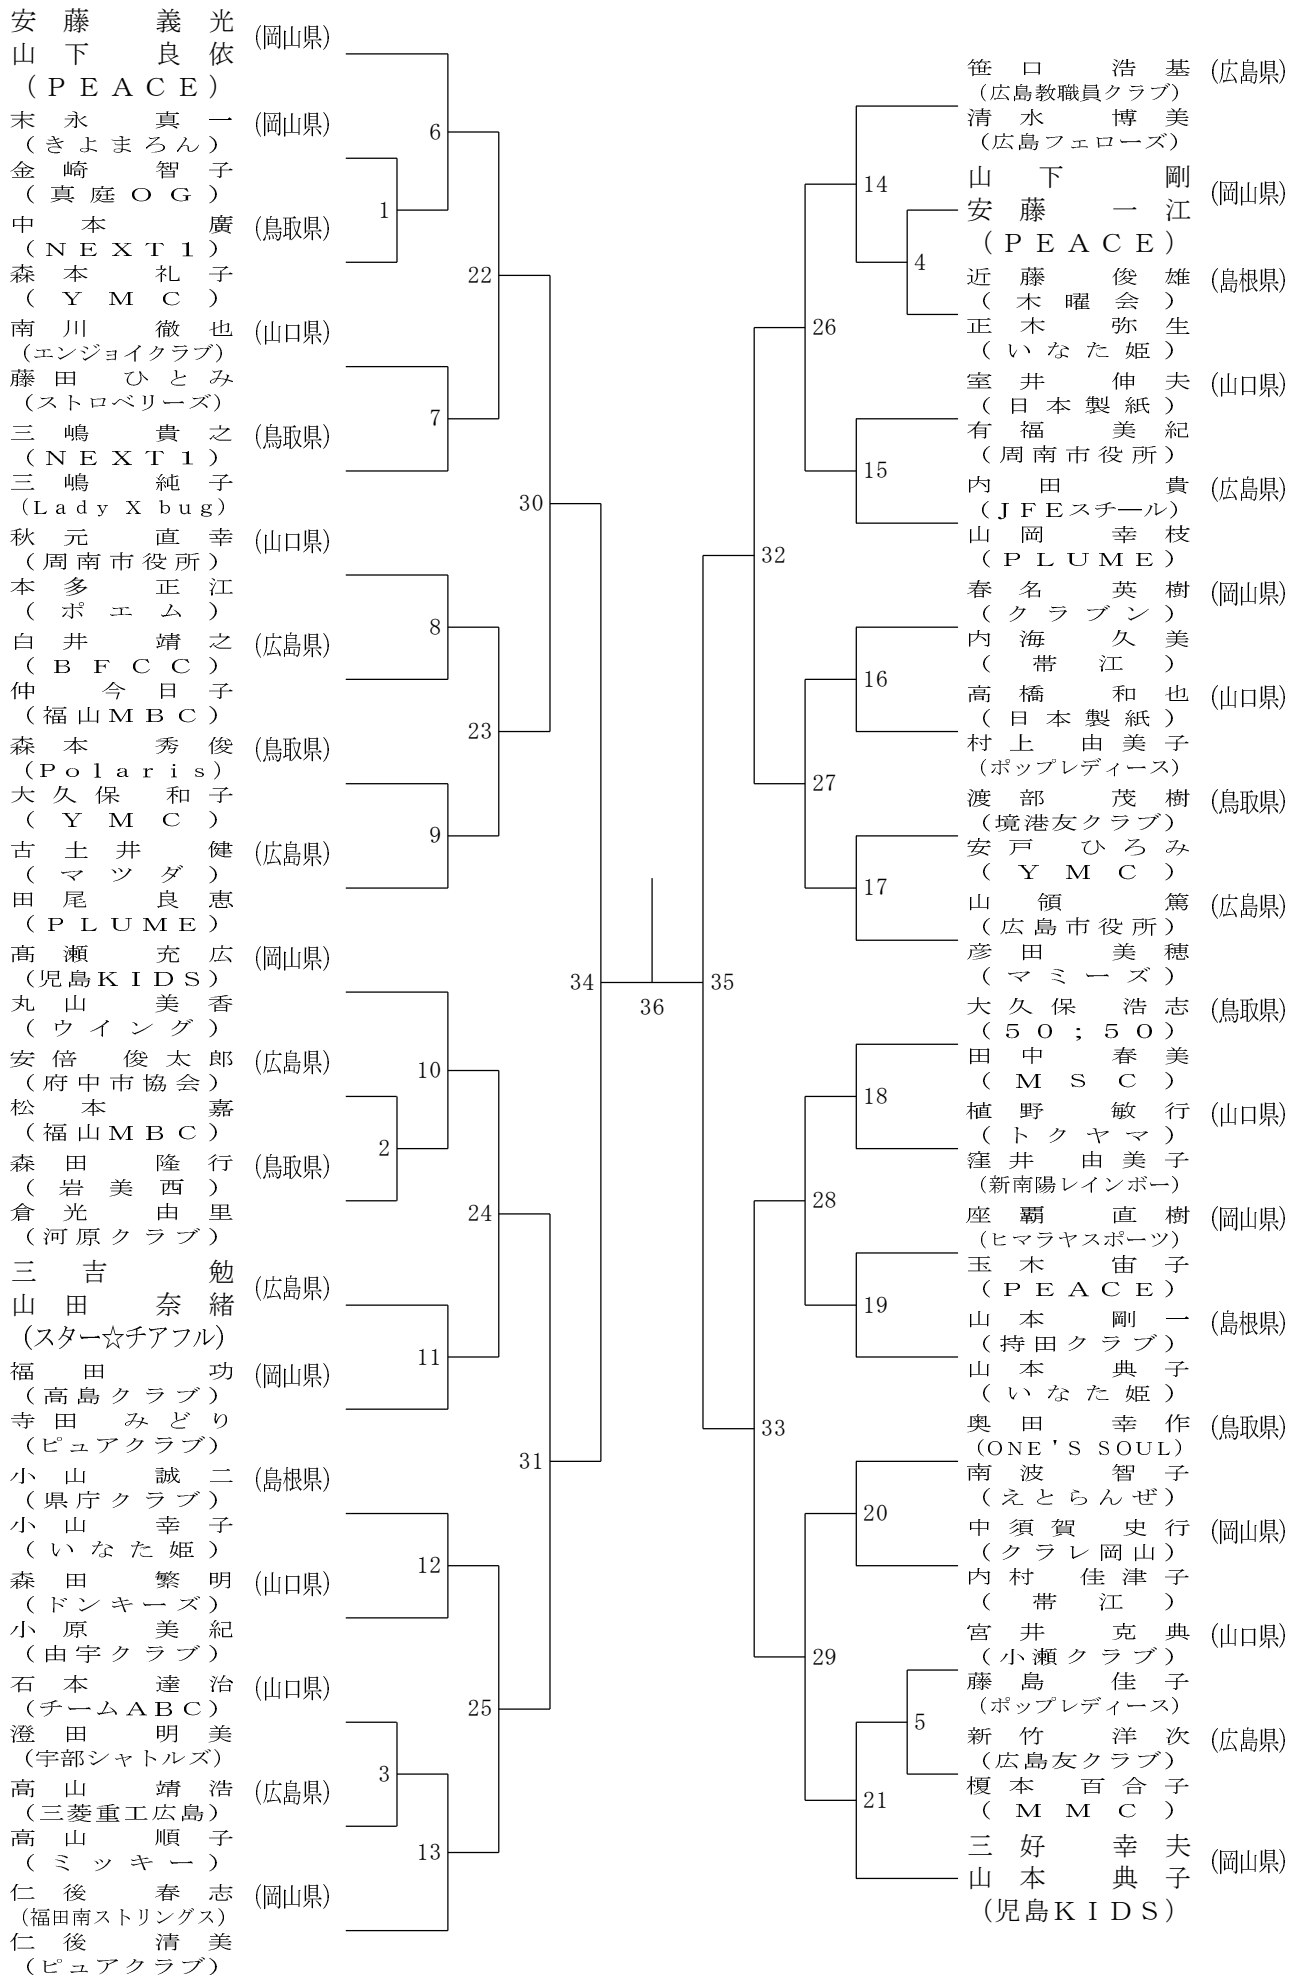 安藤 義光 (岡山県)
山下 良依
(ＰＥＡＣＥ)
末永 真一 (岡山県)
(きよまろん)
金崎 智子
(真庭ＯＧ)
中本 廣 (鳥取県)
(ＮＥＸＴ１)
森本 礼子
(ＹＭＣ)
南川 徹也 (山口県)
(エンジョイクラブ)
藤田 ひとみ
(ストロベリーズ)
三嶋 貴之 (鳥取県)
(ＮＥＸＴ１)
三嶋 純子
(Lady X bug)
秋元 直幸 (山口県)
(周南市役所)
本多 正江
(ポエム)
白井 靖之 (広島県)
(ＢＦＣＣ)
仲 今日子
(福山ＭＢＣ)
森本 秀俊 (鳥取県)
(Polaris)
大久保 和子
(ＹＭＣ)
古土井 健 (広島県)
(マツダ)
田尾 良恵
(ＰＬＵＭＥ)
髙瀬 充広 (岡山県)
(児島ＫＩＤＳ)
丸山 美香
(ウイング)
安倍 俊太郎 (広島県)
(府中市協会)
松本 嘉
(福山ＭＢＣ)
森田 隆行 (鳥取県)
(岩美西)
倉光 由里
(河原クラブ)
三吉 勉 (広島県)
山田 奈緒
(スター☆チアフル)
福田 功 (岡山県)
(高島クラブ)
寺田 みどり
(ピュアクラブ)
小山 誠二 (島根県)
(県庁クラブ)
小山 幸子
(いなた姫)
森田 繁明 (山口県)
(ドンキーズ)
小原 美紀
(由宇クラブ)
石本 達治 (山口県)
(チームＡＢＣ)
澄田 明美
(宇部シャトルズ)
高山 靖浩 (広島県)
(三菱重工広島)
高山 順子
(ミッキー)
仁後 春志 (岡山県)
(福田南ストリングス)
仁後 清美
(ピュアクラブ)
1
2
3
6
7
8
9
10
11
12
13
22
23
24
25
30
31
34
36
35
32
33
26
27
28
29
14
15
16
17
18
19
20
21
4
5
笹口 浩基 (広島県)
(広島教職員クラブ)
清水 博美
(広島フェローズ)
山下 剛 (岡山県)
安藤 一江
(ＰＥＡＣＥ)
近藤 俊雄 (島根県)
(木曜会)
正木 弥生
(いなた姫)
室井 伸夫 (山口県)
(日本製紙)
有福 美紀
(周南市役所)
内田 貴 (広島県)
(ＪＦＥスチール)
山岡 幸枝
(ＰＬＵＭＥ)
春名 英樹 (岡山県)
(クラブン)
内海 久美
(帯江)
高橋 和也 (山口県)
(日本製紙)
村上 由美子
(ポップレディース)
渡部 茂樹 (鳥取県)
(境港友クラブ)
安戸 ひろみ
(ＹＭＣ)
山領 篤 (広島県)
(広島市役所)
彦田 美穂
(マミーズ)
大久保 浩志 (鳥取県)
(５０；５０)
田中 春美
(ＭＳＣ)
植野 敏行 (山口県)
(トクヤマ)
窪井 由美子
(新南陽レインボー)
座覇 直樹 (岡山県)
(ヒマラヤスポーツ)
玉木 宙子
(ＰＥＡＣＥ)
山本 剛一 (島根県)
(持田クラブ)
山本 典子
(いなた姫)
奥田 幸作 (鳥取県)
(ONE'S SOUL)
南波 智子
(えとらんぜ)
中須賀 史行 (岡山県)
(クラレ岡山)
内村 佳津子
(帯江)
宮井 克典 (山口県)
(小瀬クラブ)
藤島 佳子
(ポップレディース)
新竹 洋次 (広島県)
(広島友クラブ)
榎本 百合子
(ＭＭＣ)
三好 幸夫 (岡山県)
山本 典子
(児島ＫＩＤＳ)